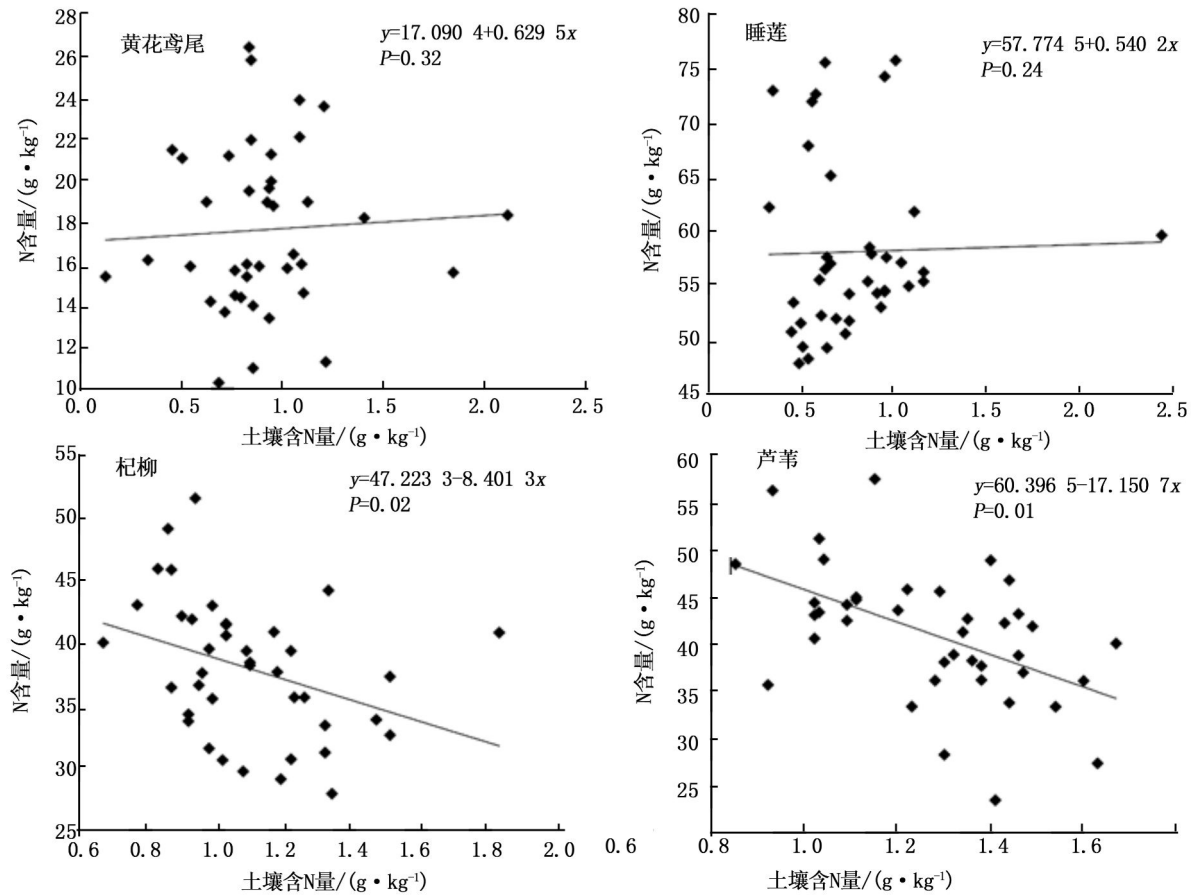 28
26
24
22
20
18
16
14
12
10
黄花鸢尾
y=17.090 4+0.629 5x
P=0.32
N含量/(g·kg⁻¹)
0.0 0.5 1.0 1.5 2.0 2.5
土壤含N量/(g·kg⁻¹)
80
75
70
65
60
55
50
45
睡莲
y=57.774 5+0.540 2x
P=0.24
N含量/(g·kg⁻¹)
0 0.5 1.0 1.5 2.0 2.5
土壤含N量/(g·kg⁻¹)
55
50
45
40
35
30
25
杞柳
y=47.223 3-8.401 3x
P=0.02
N含量/(g·kg⁻¹)
0.6 0.8 1.0 1.2 1.4 1.6 1.8 2.0
土壤含N量/(g·kg⁻¹)
60
55
50
45
40
35
30
25
芦苇
y=60.396 5-17.150 7x
P=0.01
N含量/(g·kg⁻¹)
0.6 0.8 1.0 1.2 1.4 1.6
土壤含N量/(g·kg⁻¹)